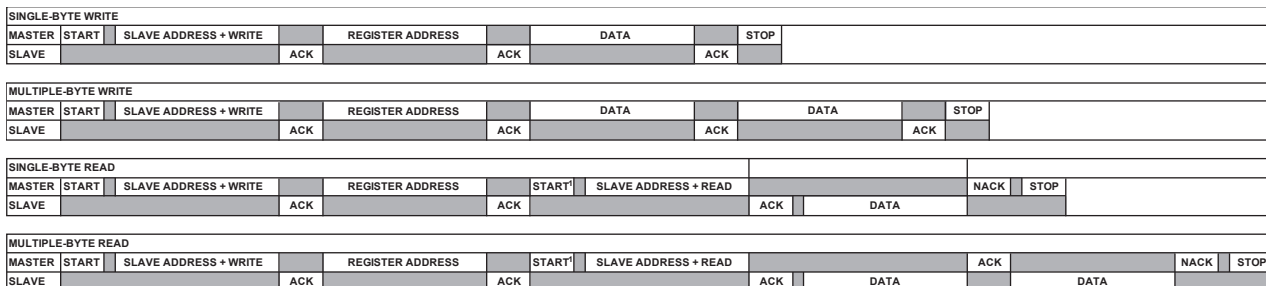 SINGLE-BYTE WRITE
MASTER START SLAVE ADDRESS + WRITE REGISTER ADDRESS DATA STOP
SLAVE ACK ACK ACK
MULTIPLE-BYTE WRITE
MASTER START SLAVE ADDRESS + WRITE REGISTER ADDRESS DATA DATA STOP
SLAVE ACK ACK ACK ACK
SINGLE-BYTE READ
MASTER START SLAVE ADDRESS + WRITE REGISTER ADDRESS START¹ SLAVE ADDRESS + READ NACK STOP
SLAVE ACK ACK ACK DATA
MULTIPLE-BYTE READ
MASTER START SLAVE ADDRESS + WRITE REGISTER ADDRESS START¹ SLAVE ADDRESS + READ ACK NACK STOP
SLAVE ACK ACK ACK DATA DATA